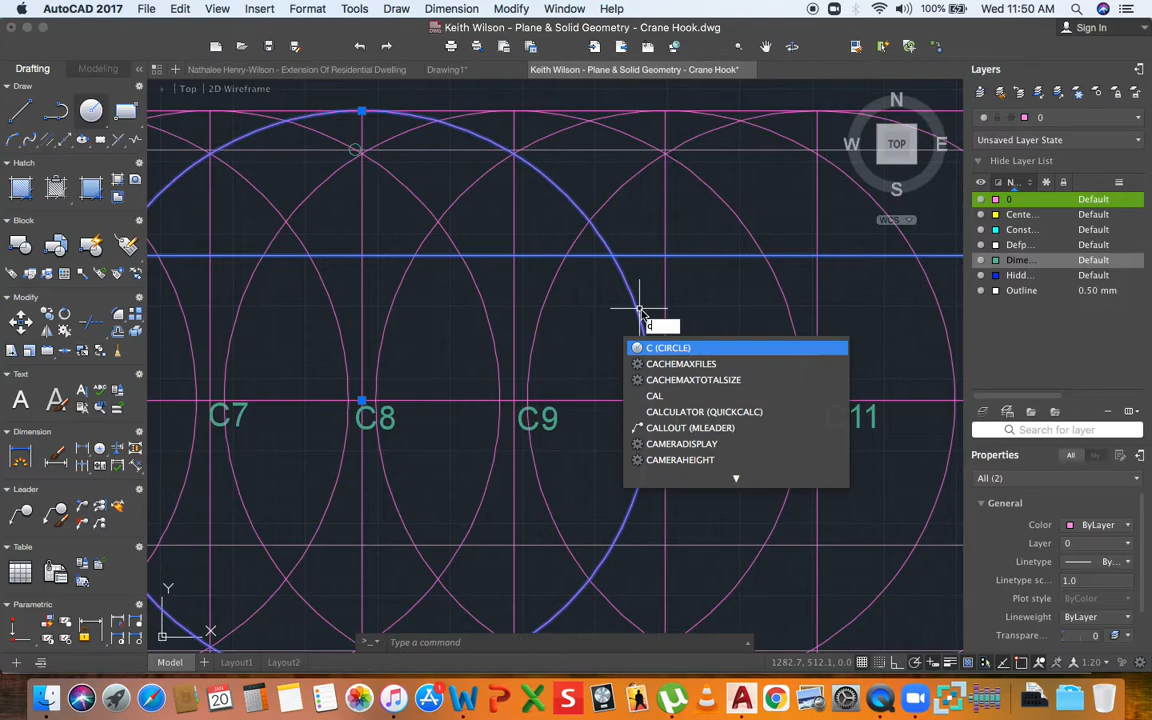 AutoCAD 2017 File Edit View Insert Format Tools Draw Dimension Modify Window Help 100% Wed 11:50 AM
Keith Wilson - Plane & Solid Geometry - Crane Hook.dwg
Sign In
Drafting Modeling
Nathalee Henry-Wilson - Extension Of Residential Dwelling Drawing1* Keith Wilson - Plane & Solid Geometry - Crane Hook*
Layers
Draw
Top 2D Wireframe
N
W TOP E
S
WCS
0
Unsaved Layer State
Hide Layer List
N...
0 Default
Cente... Default
Const... Default
Defp... Default
Dime... Default
Hidd... Default
Outline 0.50 mm
Hatch
Block
Modify
Text
A
Dimension
Leader
Table
Parametric
c
C (CIRCLE)
CACHEMAXFILES
CACHEMAXTOTALSIZE
CAL
CALCULATOR (QUICKCALC)
CALLOUT (MLEADER)
CAMERADISPLAY
CAMERAHEIGHT
C7 C8 C9 11
Search for layer
Properties All
All (2)
General
Color ByLayer
Layer 0
Linetype By...
Linetype sc... 1.0
Plot style ByColor
Lineweight ByLayer
Transpare... 0
Y
X
>_ Type a command
Model Layout1 Layout2
1282.7, 512.1, 0.0
1:20